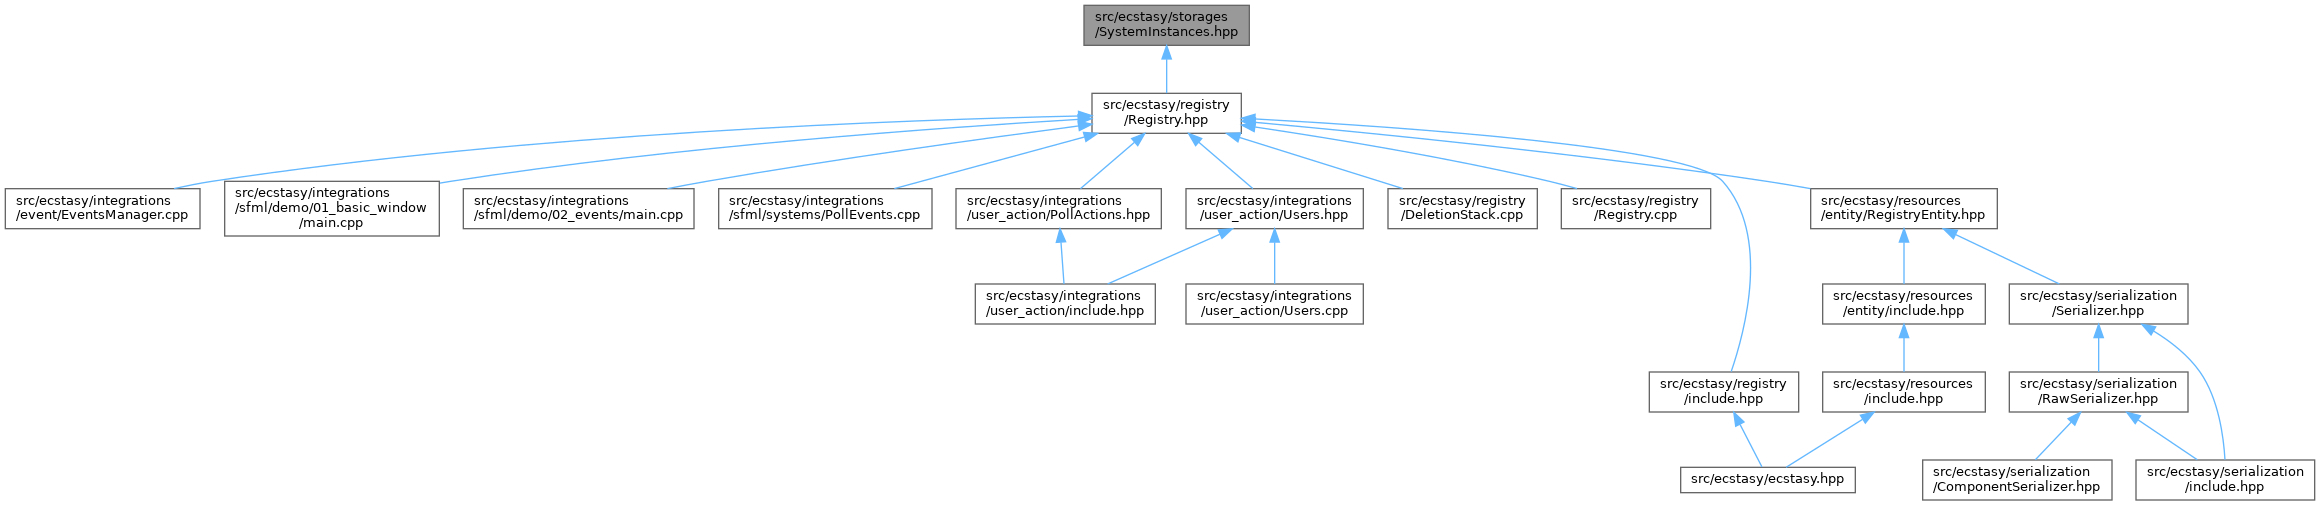 src/ecstasy/storages
/SystemInstances.hpp
src/ecstasy/registry
/Registry.hpp
src/ecstasy/integrations
/event/EventsManager.cpp
src/ecstasy/integrations
/sfml/demo/01_basic_window
/main.cpp
src/ecstasy/integrations
/sfml/demo/02_events/main.cpp
src/ecstasy/integrations
/sfml/systems/PollEvents.cpp
src/ecstasy/integrations
/user_action/PollActions.hpp
src/ecstasy/integrations
/user_action/Users.hpp
src/ecstasy/registry
/DeletionStack.cpp
src/ecstasy/registry
/Registry.cpp
src/ecstasy/resources
/entity/RegistryEntity.hpp
src/ecstasy/integrations
/user_action/include.hpp
src/ecstasy/integrations
/user_action/Users.cpp
src/ecstasy/resources
/entity/include.hpp
src/ecstasy/serialization
/Serializer.hpp
src/ecstasy/registry
/include.hpp
src/ecstasy/resources
/include.hpp
src/ecstasy/serialization
/RawSerializer.hpp
src/ecstasy/ecstasy.hpp
src/ecstasy/serialization
/ComponentSerializer.hpp
src/ecstasy/serialization
/include.hpp